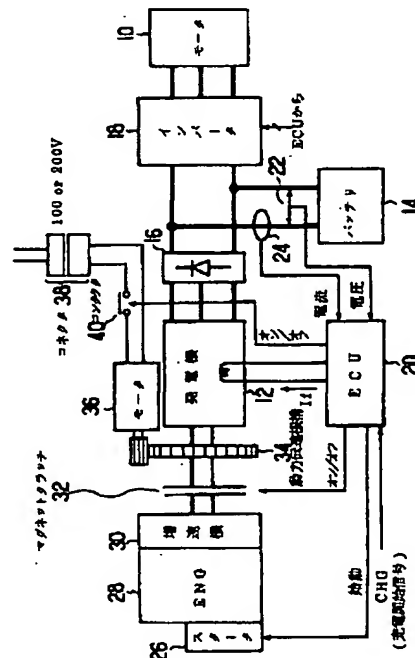 10
モータ
18
インバータ
ECUから
100 or 200V
38
コネクタ
40
コンタクタ
16
22
24
14
バッテリ
電流
電圧
36
モータ
オン/オフ
発電機
12
If
ECU
20
34
動力伝達機構
32
マグネットクラッチ
オン/オフ
30
増速機
28
ENG
26
スタータ
始動
CHG
(充電開始信号)